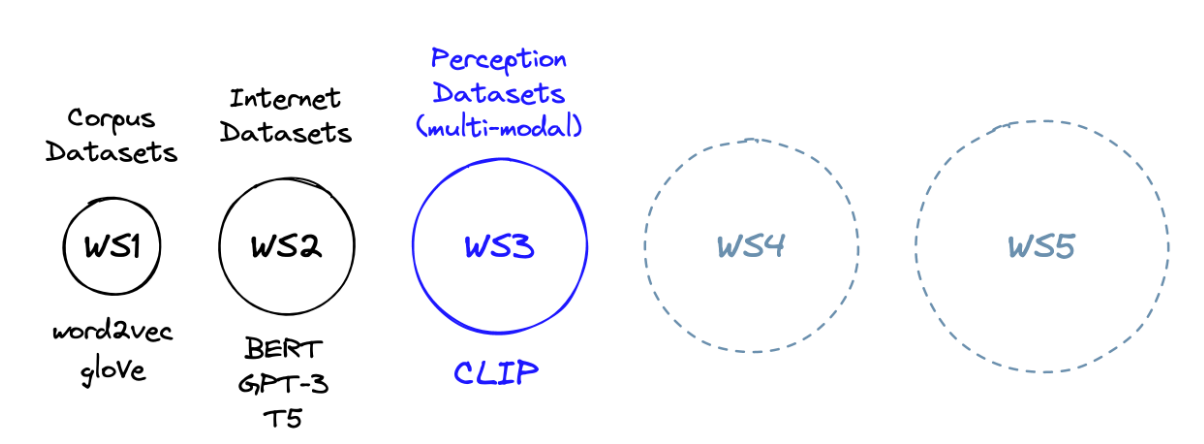 Corpus
Datasets
WS1
word2vec
gloVe
Internet
Datasets
WS2
BERT
GPT-3
T5
Perception
Datasets
(multi-modal)
WS3
CLIP
WS4
WS5